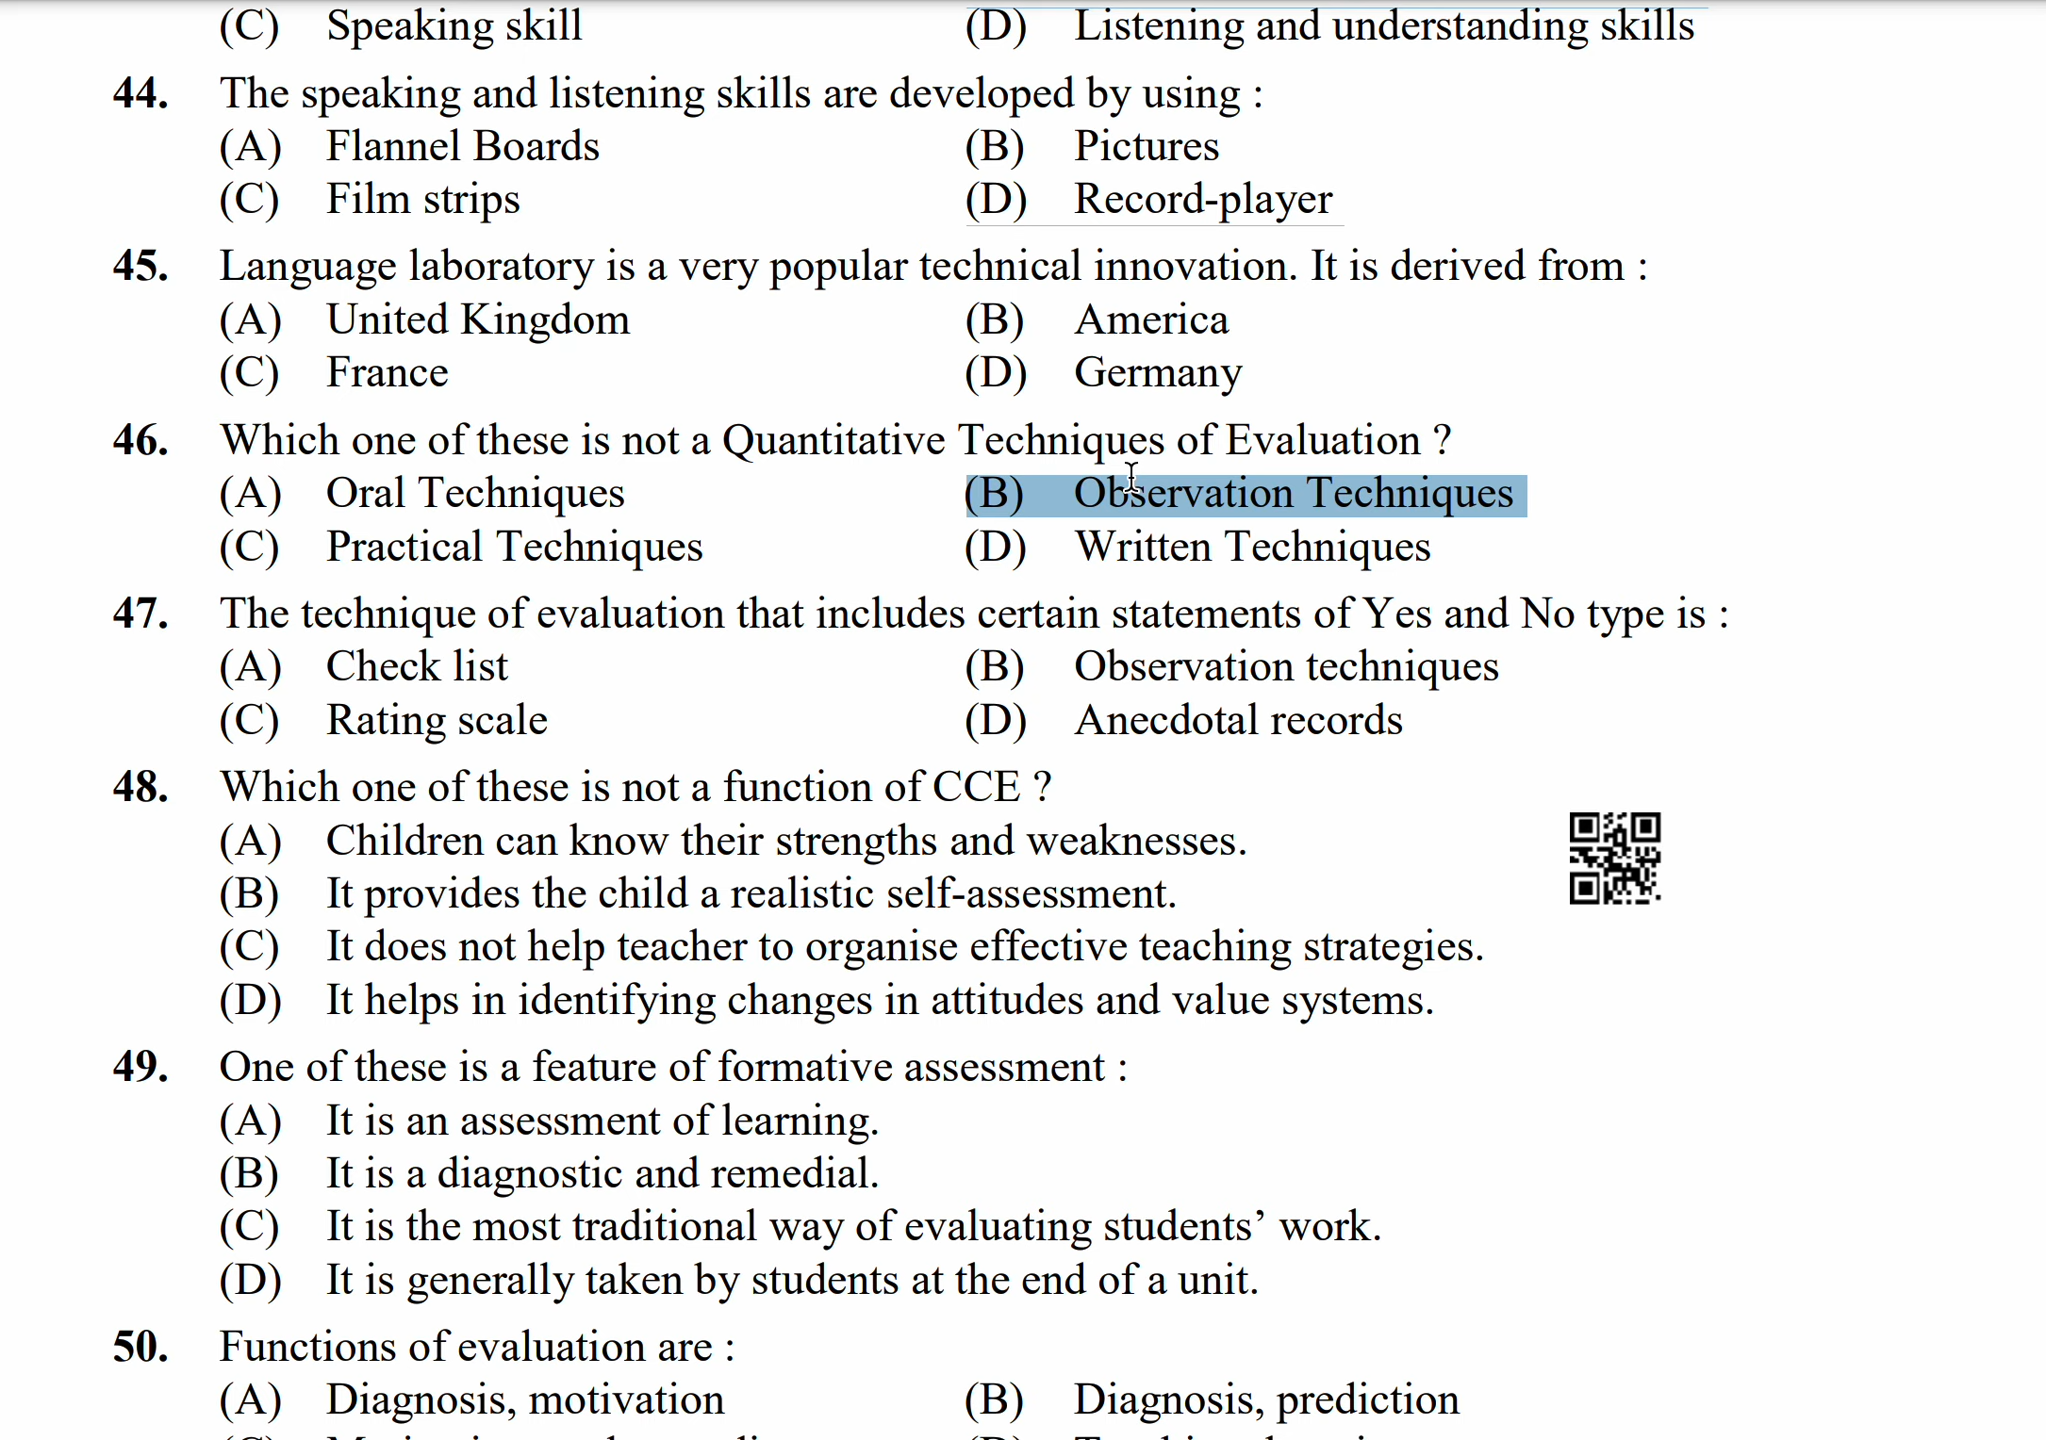 (C) Speaking skill (D) Listening and understanding skills
44. The speaking and listening skills are developed by using :
(A) Flannel Boards (B) Pictures
(C) Film strips (D) Record-player
45. Language laboratory is a very popular technical innovation. It is derived from :
(A) United Kingdom (B) America
(C) France (D) Germany
46. Which one of these is not a Quantitative Techniques of Evaluation ?
(A) Oral Techniques (B) Observation Techniques
(C) Practical Techniques (D) Written Techniques
47. The technique of evaluation that includes certain statements of Yes and No type is :
(A) Check list (B) Observation techniques
(C) Rating scale (D) Anecdotal records
48. Which one of these is not a function of CCE ?
(A) Children can know their strengths and weaknesses.
(B) It provides the child a realistic self-assessment.
(C) It does not help teacher to organise effective teaching strategies.
(D) It helps in identifying changes in attitudes and value systems.
49. One of these is a feature of formative assessment :
(A) It is an assessment of learning.
(B) It is a diagnostic and remedial.
(C) It is the most traditional way of evaluating students’ work.
(D) It is generally taken by students at the end of a unit.
50. Functions of evaluation are :
(A) Diagnosis, motivation (B) Diagnosis, prediction